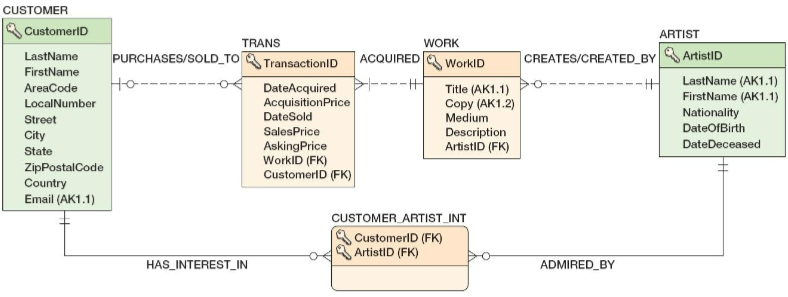 CUSTOMER
CustomerID
LastName
FirstName
AreaCode
LocalNumber
Street
City
State
ZipPostalCode
Country
Email (AK1.1)
PURCHASES/SOLD_TO
TRANS
TransactionID
DateAcquired
AcquisitionPrice
DateSold
SalesPrice
AskingPrice
WorkID (FK)
CustomerID (FK)
ACQUIRED
WORK
WorkID
Title (AK1.1)
Copy (AK1.2)
Medium
Description
ArtistID (FK)
CREATES/CREATED_BY
ARTIST
ArtistID
LastName (AK1.1)
FirstName (AK1.1)
Nationality
DateOfBirth
DateDeceased
CUSTOMER_ARTIST_INT
CustomerID (FK)
ArtistID (FK)
HAS_INTEREST_IN
ADMIRED_BY